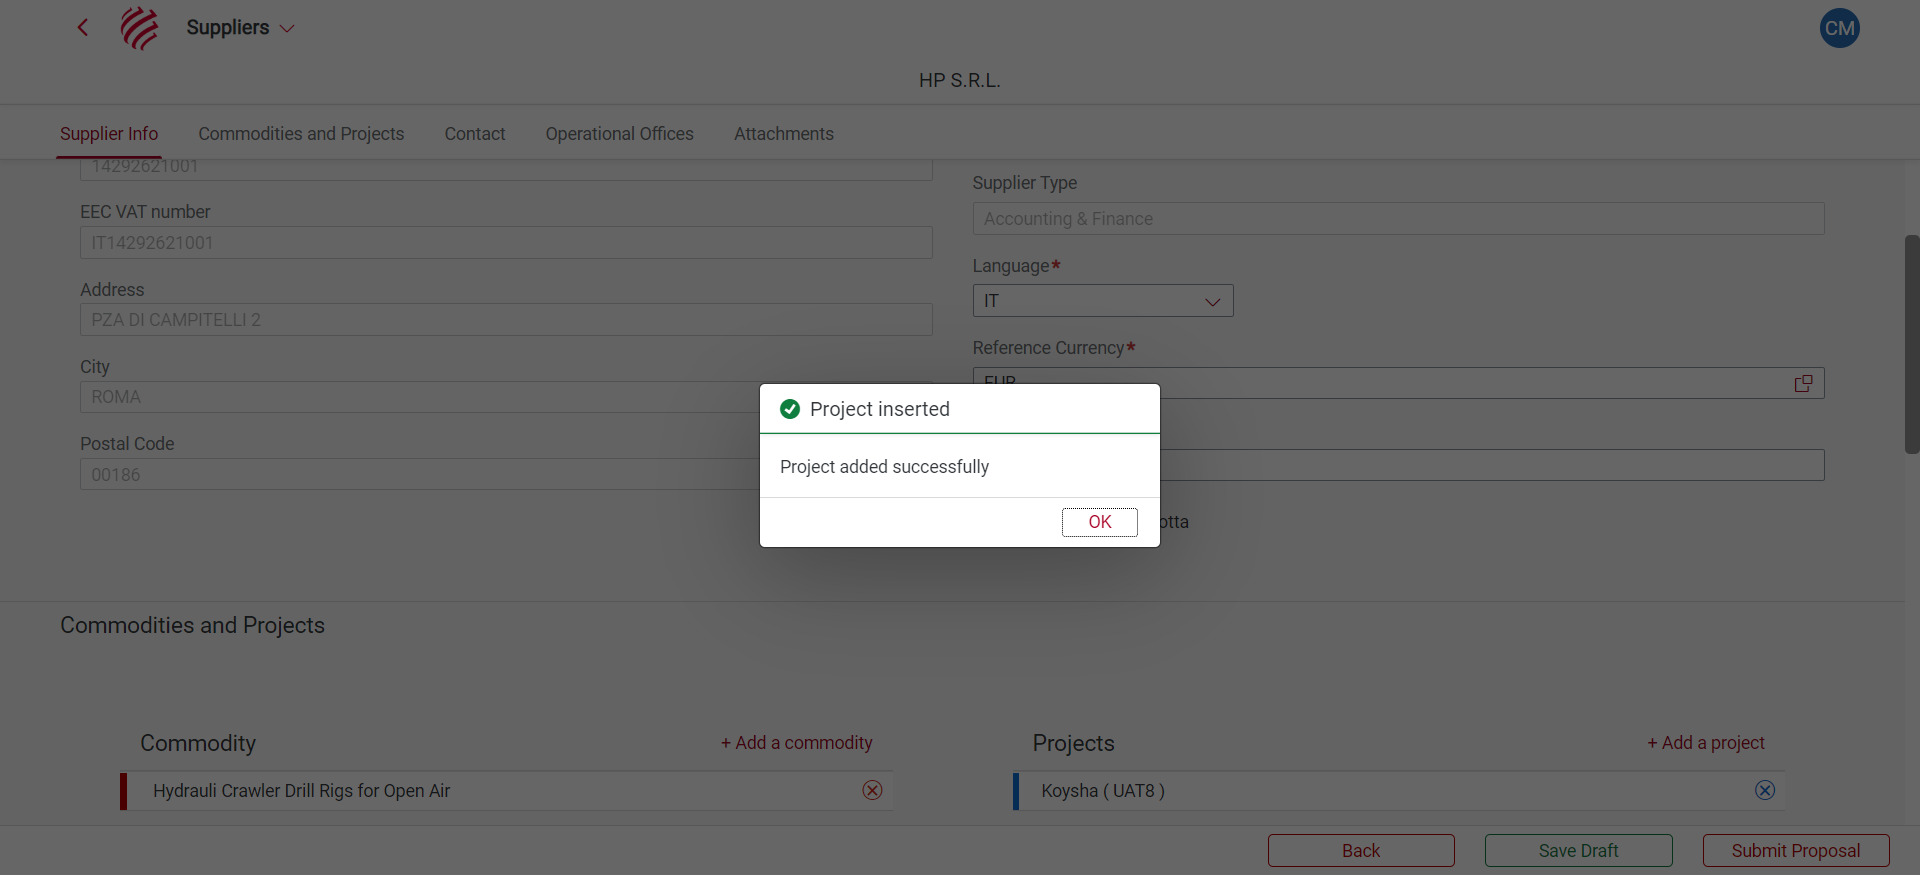 Suppliers
CM
HP S.R.L.
Supplier Info
Commodities and Projects
Contact
Operational Offices
Attachments
14292621001
EEC VAT number
IT14292621001
Address
PZA DI CAMPITELLI 2
City
ROMA
Postal Code
00186
Supplier Type
Accounting & Finance
Language*
IT
Reference Currency*
EUR
otta
Project inserted
Project added successfully
OK
Commodities and Projects
Commodity
+ Add a commodity
Hydrauli Crawler Drill Rigs for Open Air
Projects
+ Add a project
Koysha ( UAT8 )
Back
Save Draft
Submit Proposal